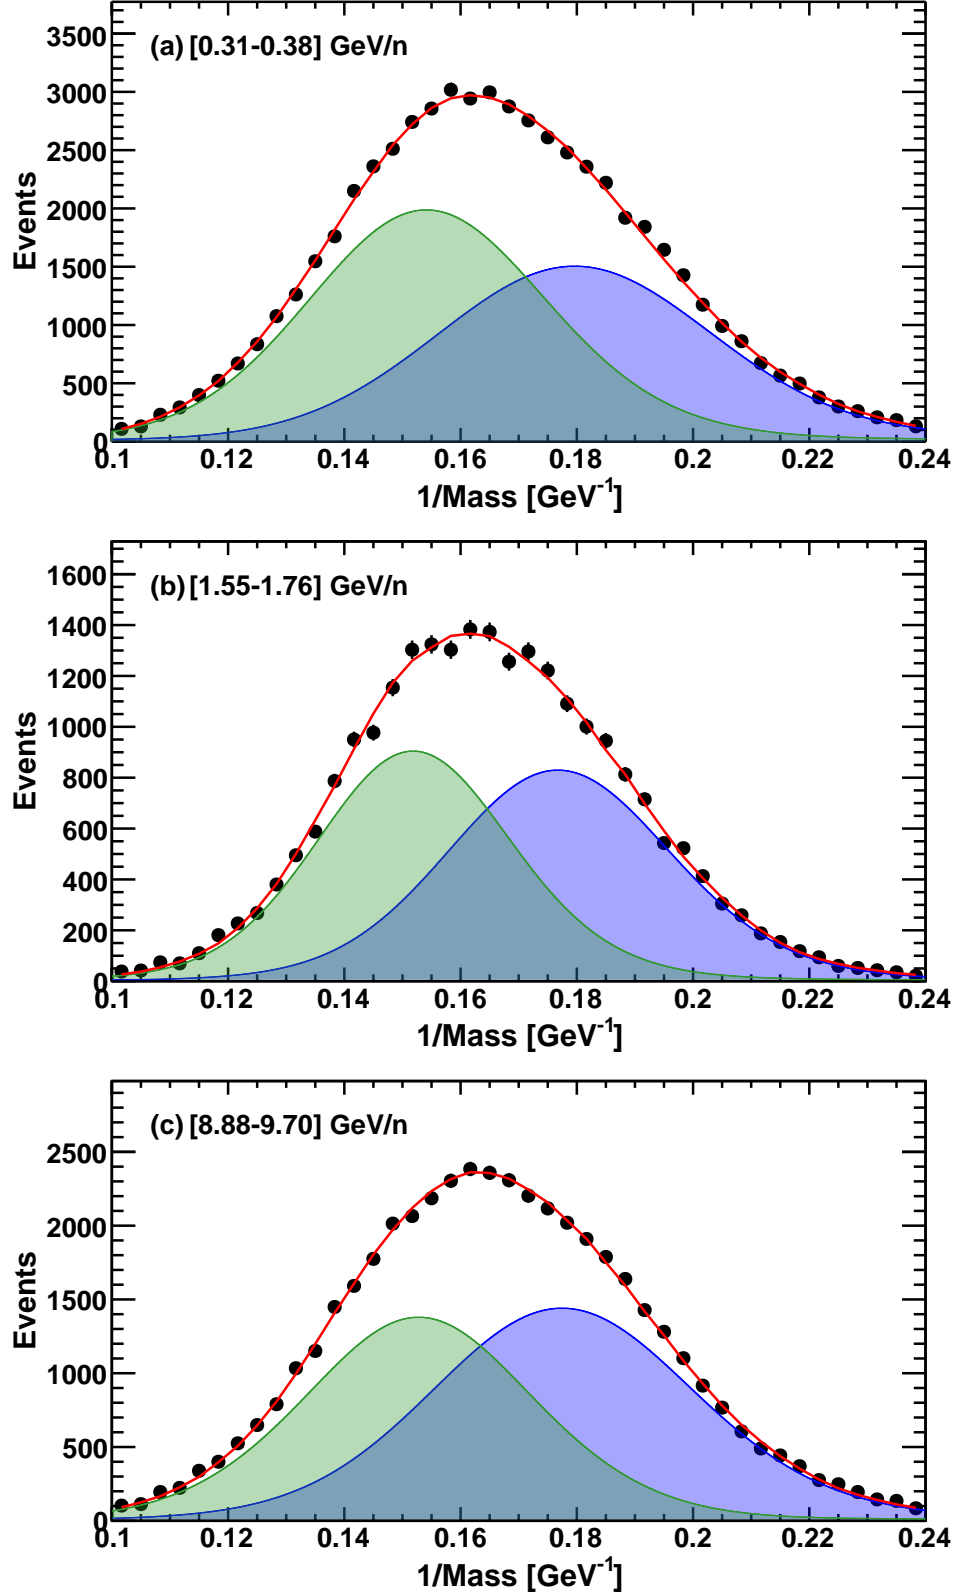 (a) [0.31-0.38] GeV/n
3500
3000
2500
2000
1500
1000
500
0
Events
0.1 0.12 0.14 0.16 0.18 0.2 0.22 0.24
1/Mass [GeV⁻¹]
(b) [1.55-1.76] GeV/n
1600
1400
1200
1000
800
600
400
200
0
Events
0.1 0.12 0.14 0.16 0.18 0.2 0.22 0.24
1/Mass [GeV⁻¹]
(c) [8.88-9.70] GeV/n
2500
2000
1500
1000
500
0
Events
0.1 0.12 0.14 0.16 0.18 0.2 0.22 0.24
1/Mass [GeV⁻¹]